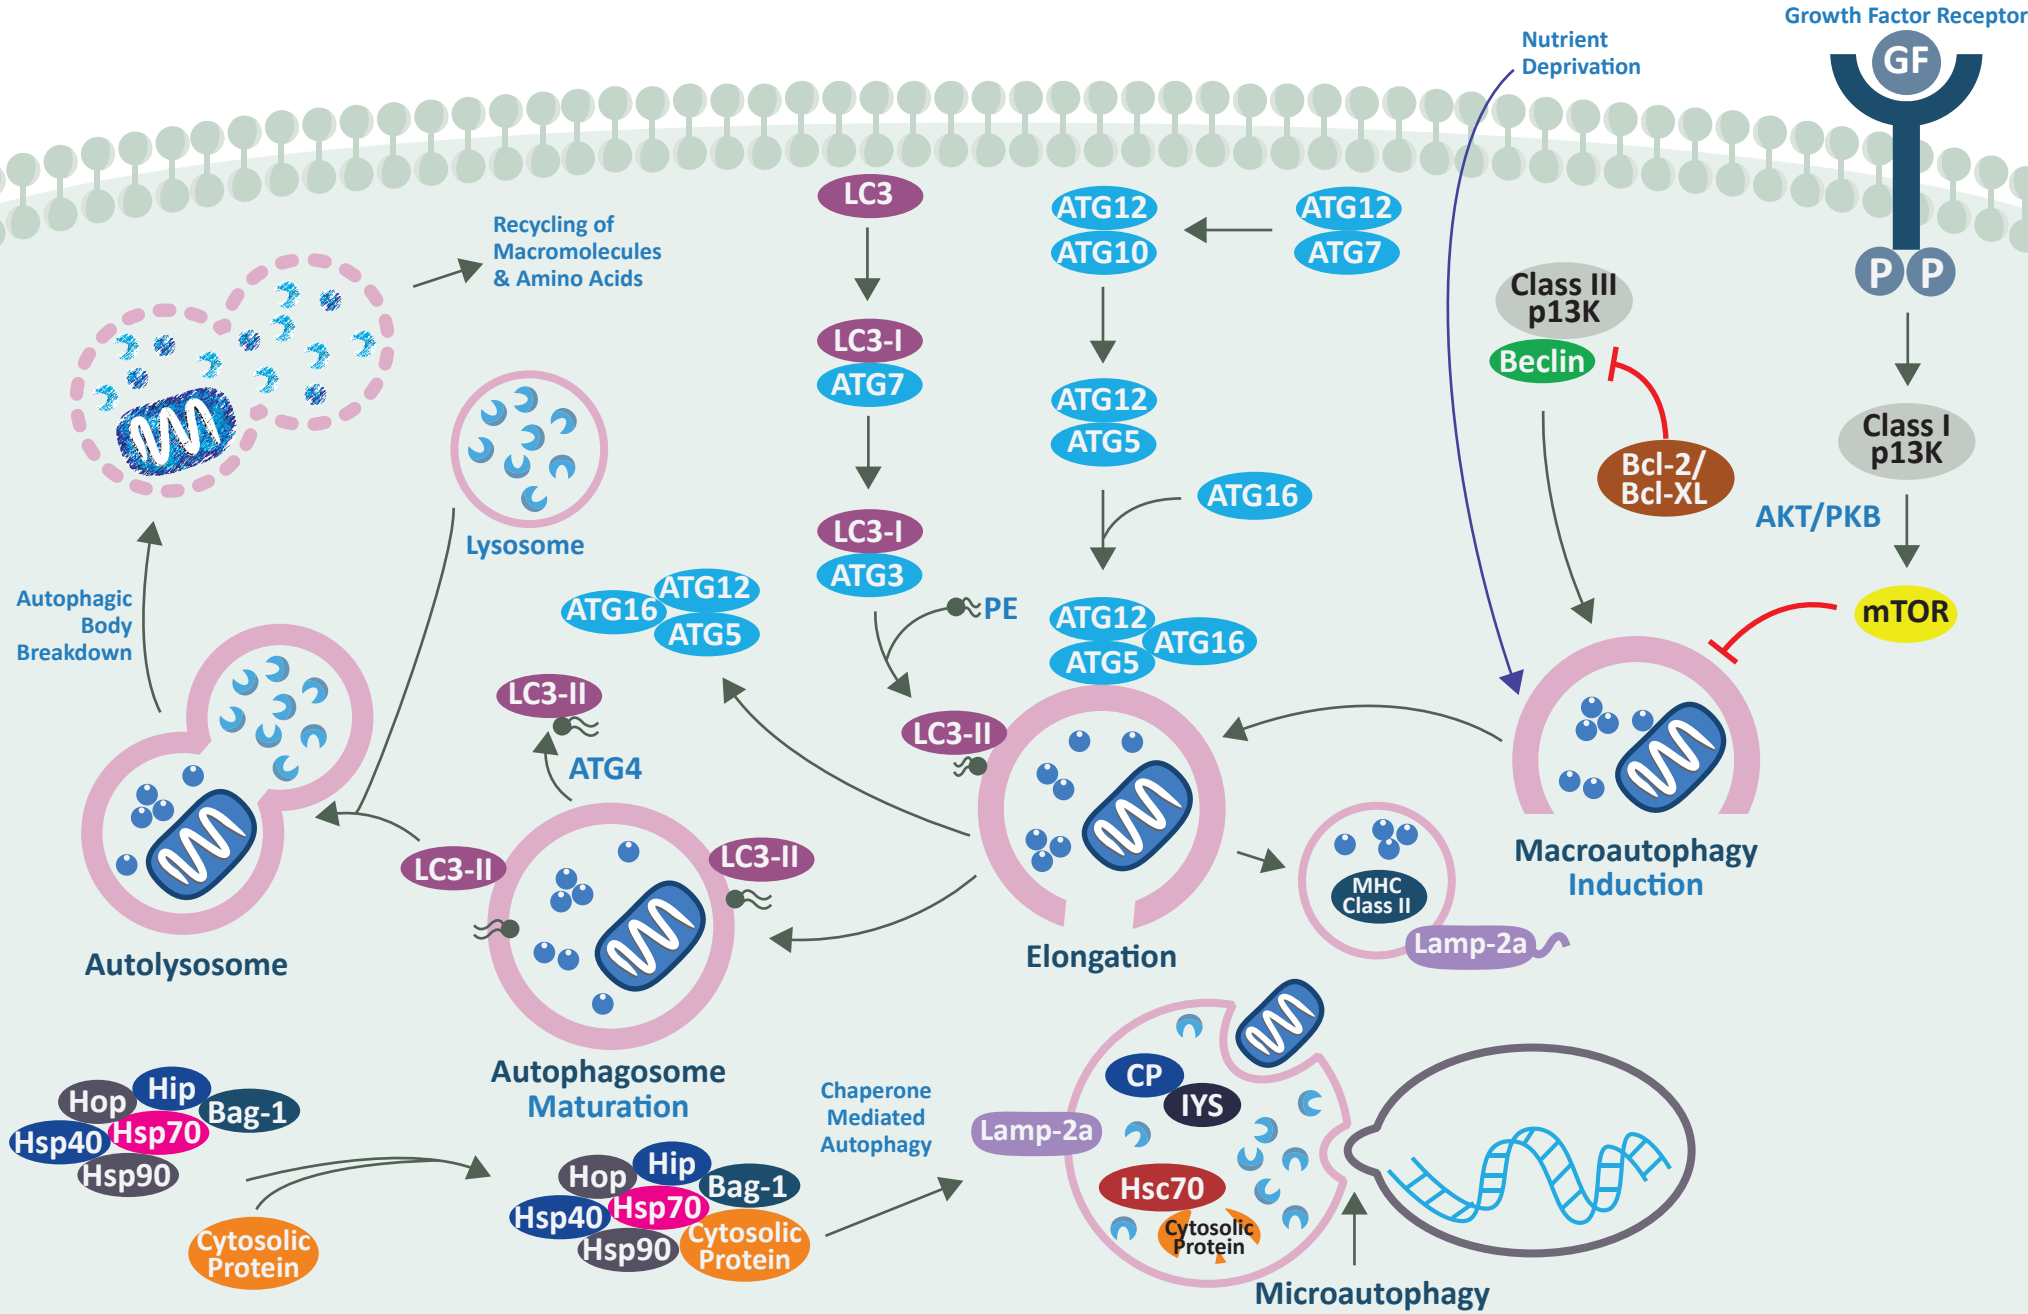 Growth Factor Receptor
GF
Nutrient
Deprivation
LC3
ATG12
ATG10
ATG12
ATG7
Recycling of
Macromolecules
& Amino Acids
P
P
Class III
p13K
Beclin
LC3-I
ATG7
ATG12
ATG5
Class I
p13K
Bcl-2/
Bcl-XL
AKT/PKB
ATG16
Lysosome
LC3-I
ATG3
mTOR
Autophagic
Body
Breakdown
ATG16
ATG12
ATG5
PE
ATG12
ATG5
ATG16
LC3-II
ATG4
LC3-II
LC3-II
LC3-II
Macroautophagy
Induction
MHC
Class II
Lamp-2a
Elongation
Autolysosome
Autophagosome
Maturation
Hop
Hip
Bag-1
Hsp40
Hsp70
Hsp90
Cytosolic
Protein
Hop
Hip
Bag-1
Hsp40
Hsp70
Hsp90
Cytosolic
Protein
Chaperone
Mediated
Autophagy
Lamp-2a
CP
IYS
Hsc70
Cytosolic
Protein
Microautophagy